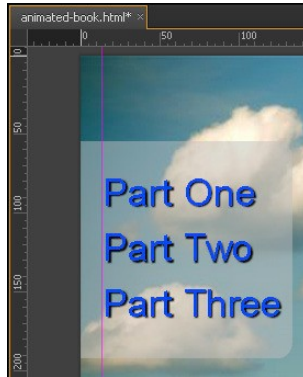 animated-book.html* ×
0 50 100
0
50
100
150
200
Part One
Part Two
Part Three